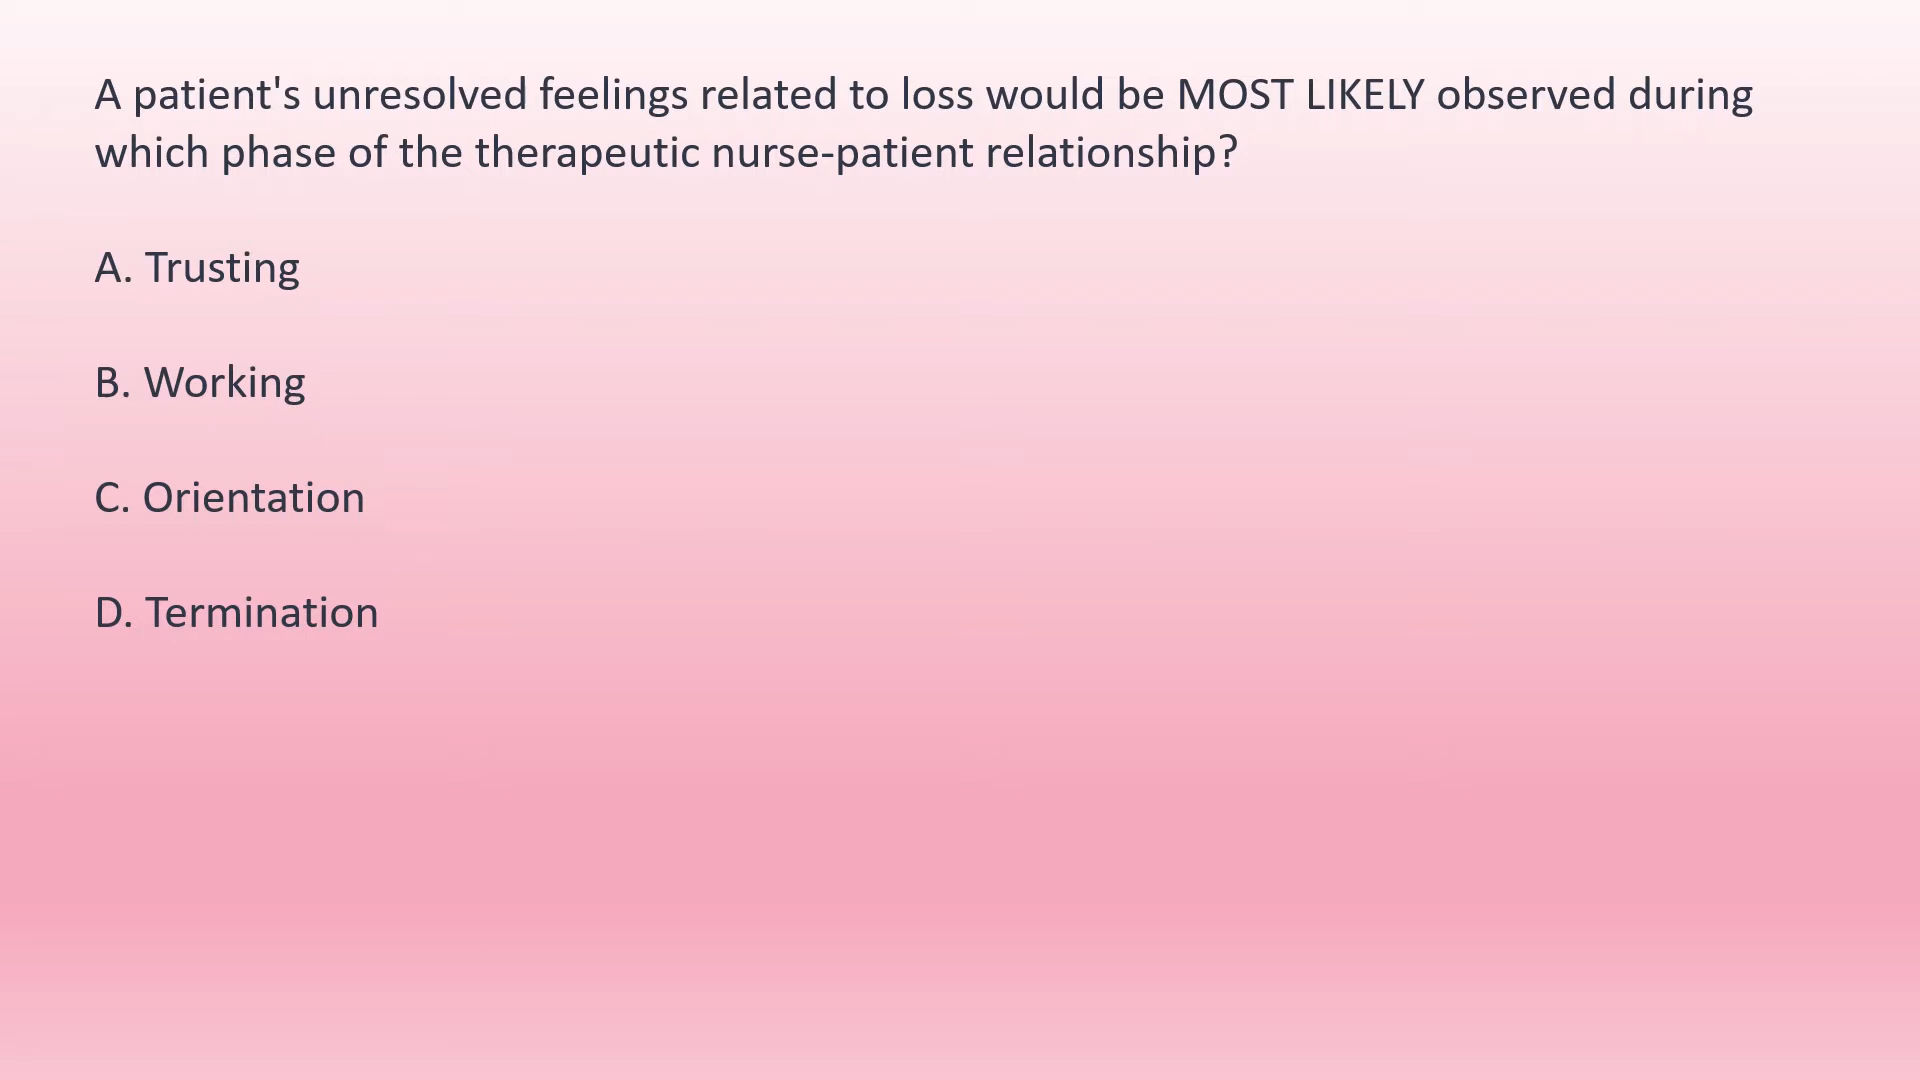 A patient's unresolved feelings related to loss would be MOST LIKELY observed during
which phase of the therapeutic nurse-patient relationship?
A. Trusting
B. Working
C. Orientation
D. Termination